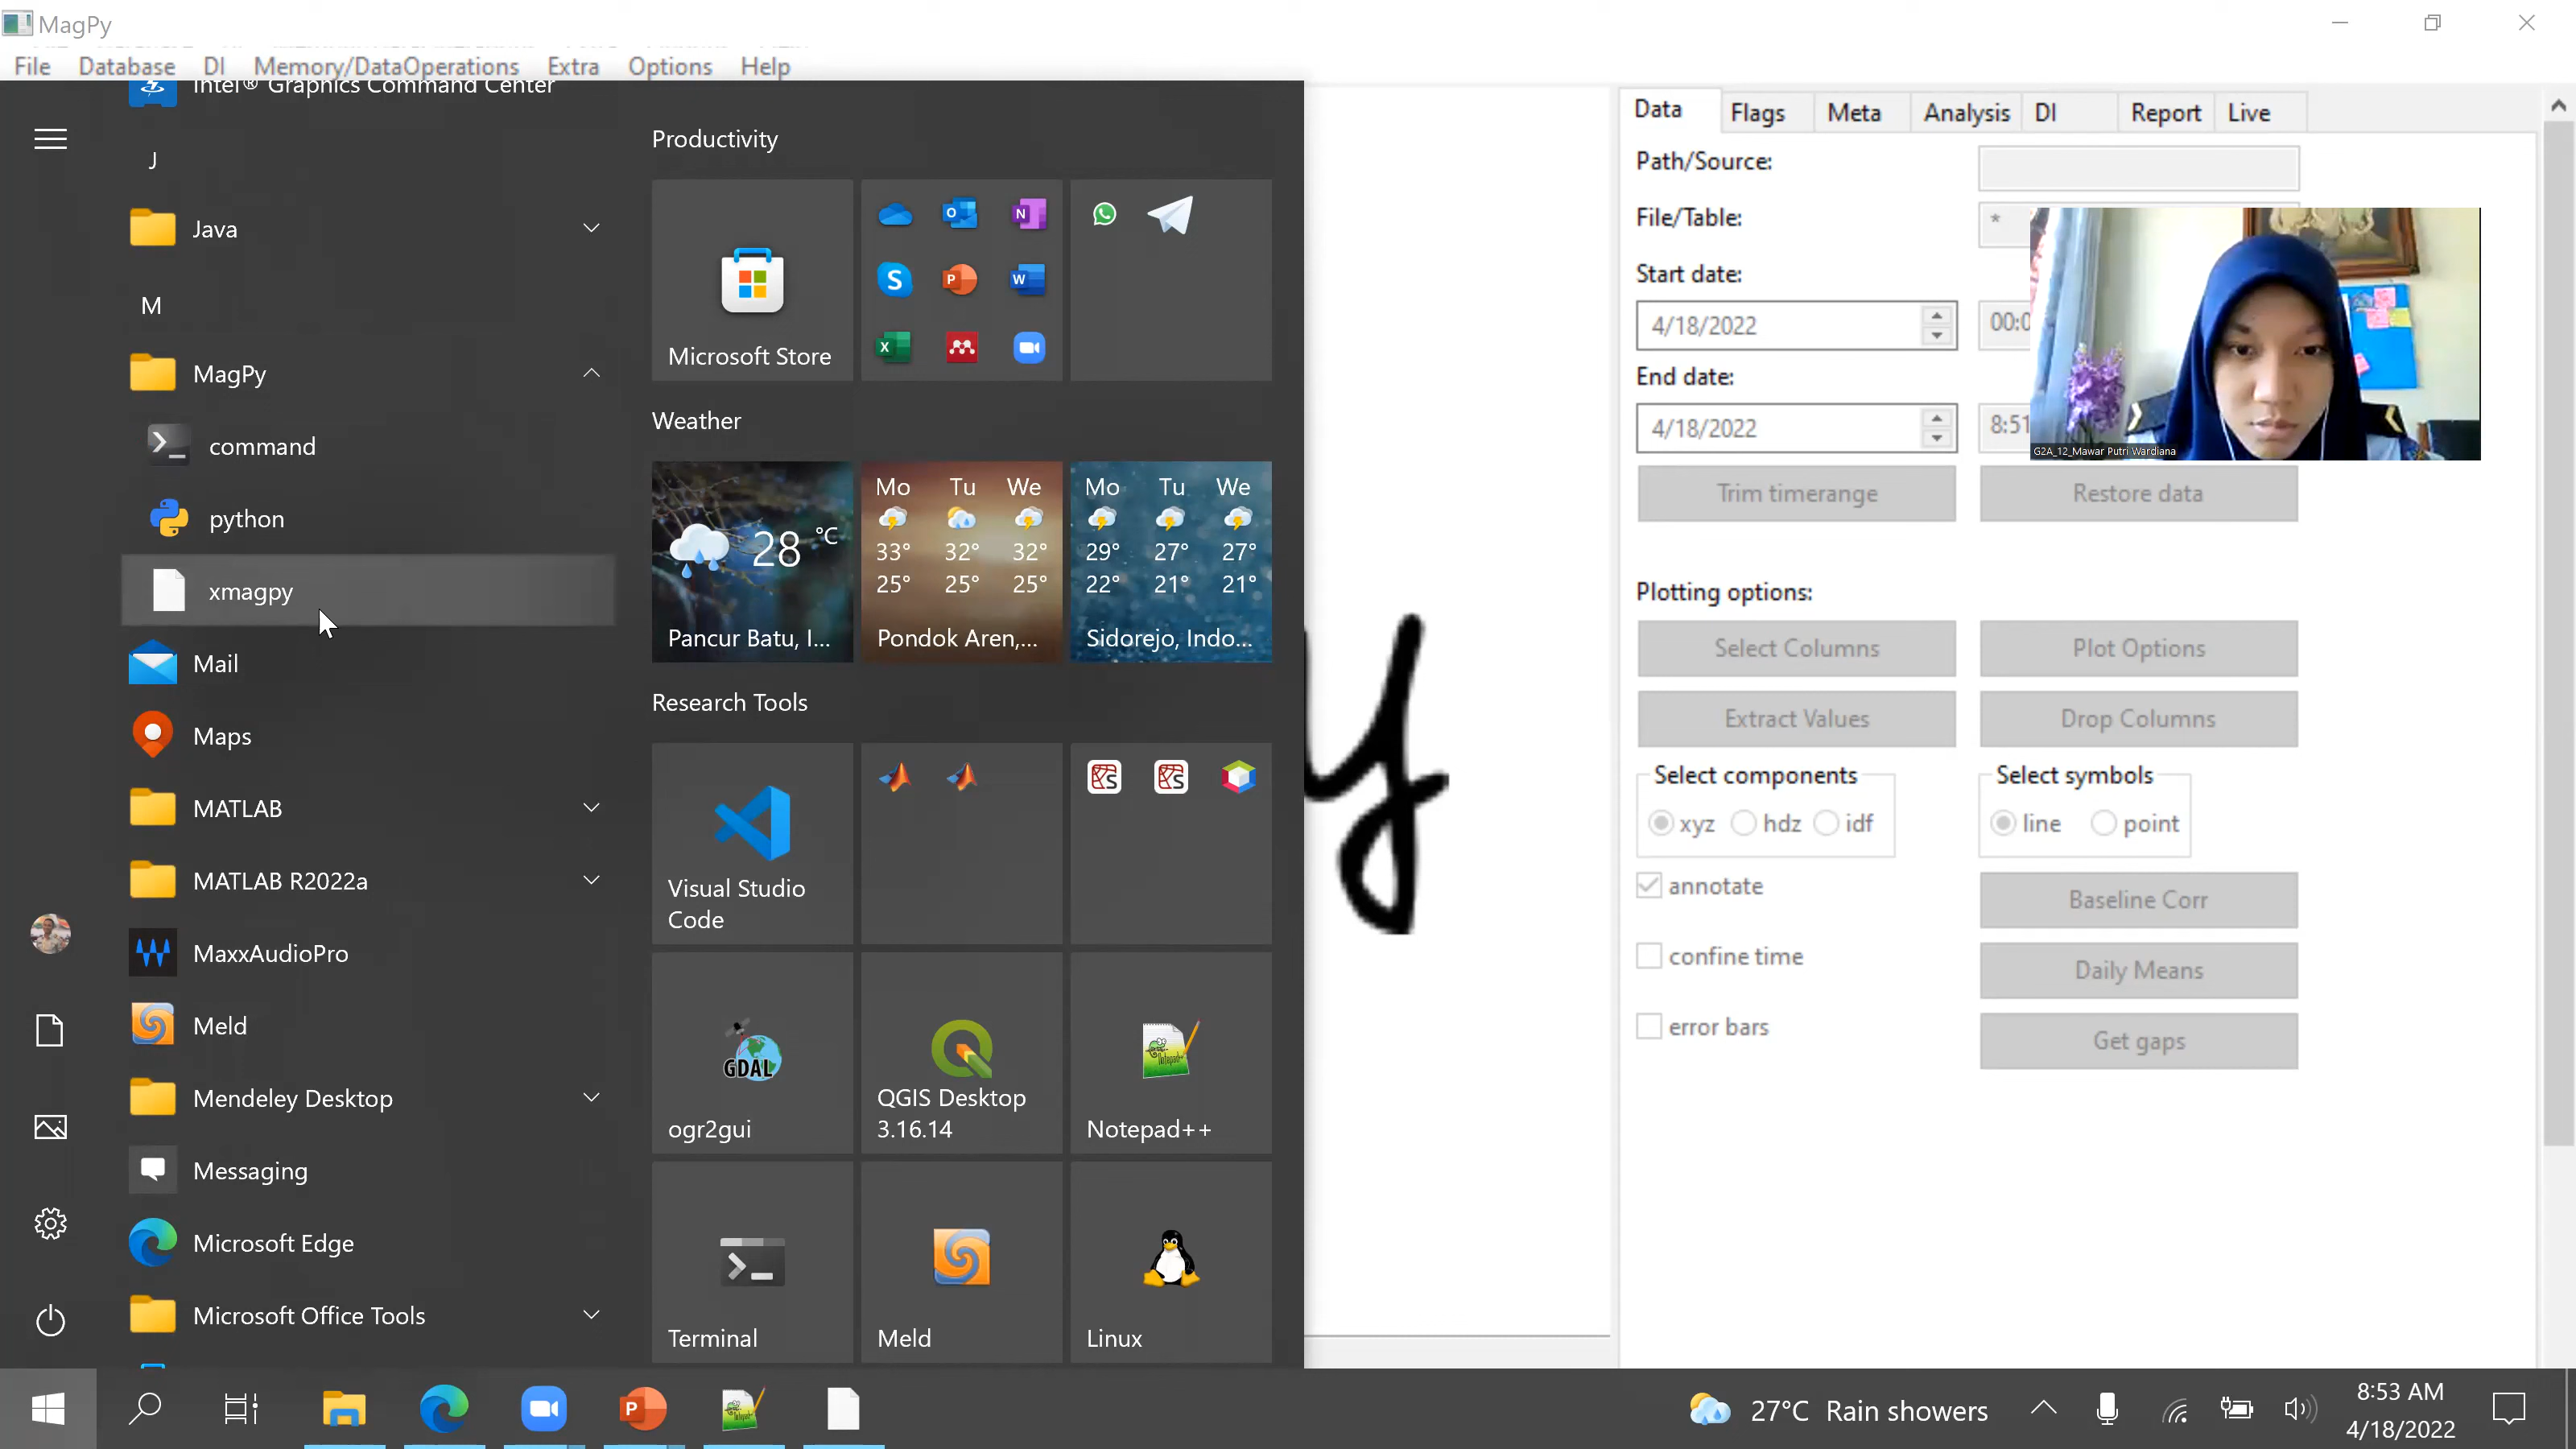 MagPy
File Database DI Memory/DataOperations Extra Options Help
Intel® Graphics Command Center
J
Java
M
MagPy
command
python
xmagpy
Mail
Maps
MATLAB
MATLAB R2022a
MaxxAudioPro
Meld
Mendeley Desktop
Messaging
Microsoft Edge
Microsoft Office Tools
Productivity
Microsoft Store
Weather
28 °C
Pancur Batu, I...
Mo Tu We
33° 32° 32°
25° 25° 25°
Pondok Aren,...
Mo Tu We
29° 27° 27°
22° 21° 21°
Sidorejo, Indo...
Research Tools
Visual Studio
Code
GDAL
ogr2gui
QGIS Desktop
3.16.14
Notepad++
Terminal
Meld
Linux
y
Data Flags Meta Analysis DI Report Live
Path/Source:
File/Table:
*
Start date:
4/18/2022
00:0
End date:
4/18/2022
8:51
G2A_12_Mawar Putri Wardiana
Trim timerange Restore data
Plotting options:
Select Columns Plot Options
Extract Values Drop Columns
Select components Select symbols
xyz hdz idf line point
annotate Baseline Corr
confine time Daily Means
error bars Get gaps
27°C Rain showers
8:53 AM
4/18/2022